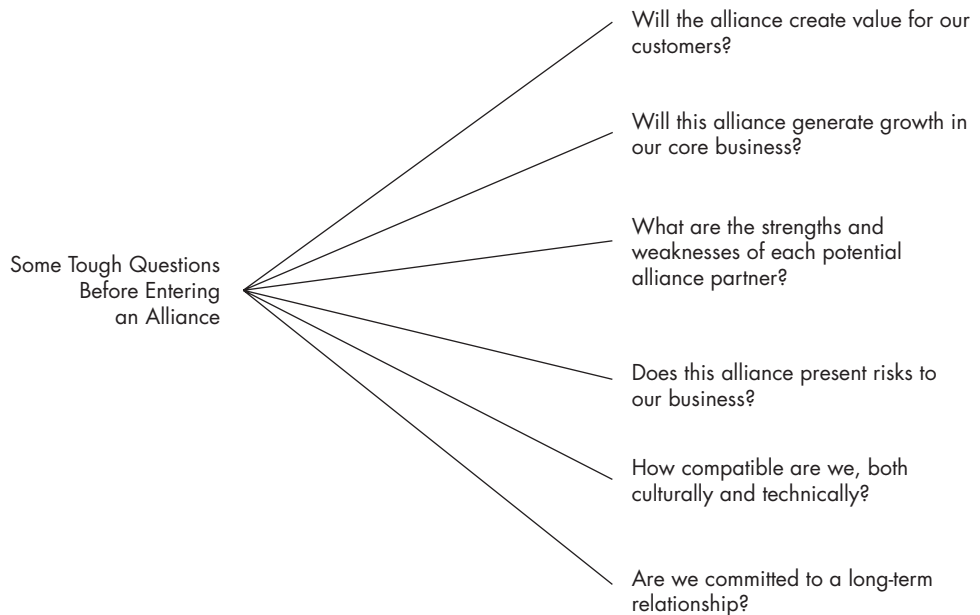 Some Tough Questions
Before Entering
an Alliance
Will the alliance create value for our
customers?
Will this alliance generate growth in
our core business?
What are the strengths and
weaknesses of each potential
alliance partner?
Does this alliance present risks to
our business?
How compatible are we, both
culturally and technically?
Are we committed to a long-term
relationship?